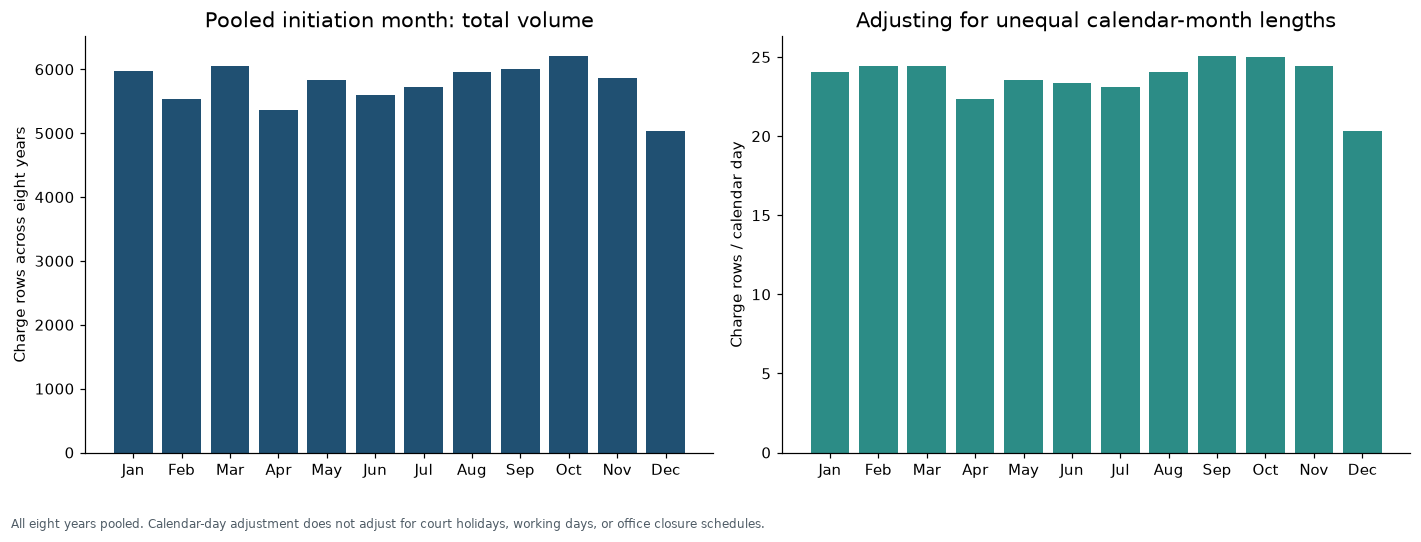 Pooled initiation month: total volume
Charge rows across eight years
6000
5000
4000
3000
2000
1000
0
Jan Feb Mar Apr May Jun Jul Aug Sep Oct Nov Dec
Adjusting for unequal calendar-month lengths
Charge rows / calendar day
25
20
15
10
5
0
Jan Feb Mar Apr May Jun Jul Aug Sep Oct Nov Dec
All eight years pooled. Calendar-day adjustment does not adjust for court holidays, working days, or office closure schedules.